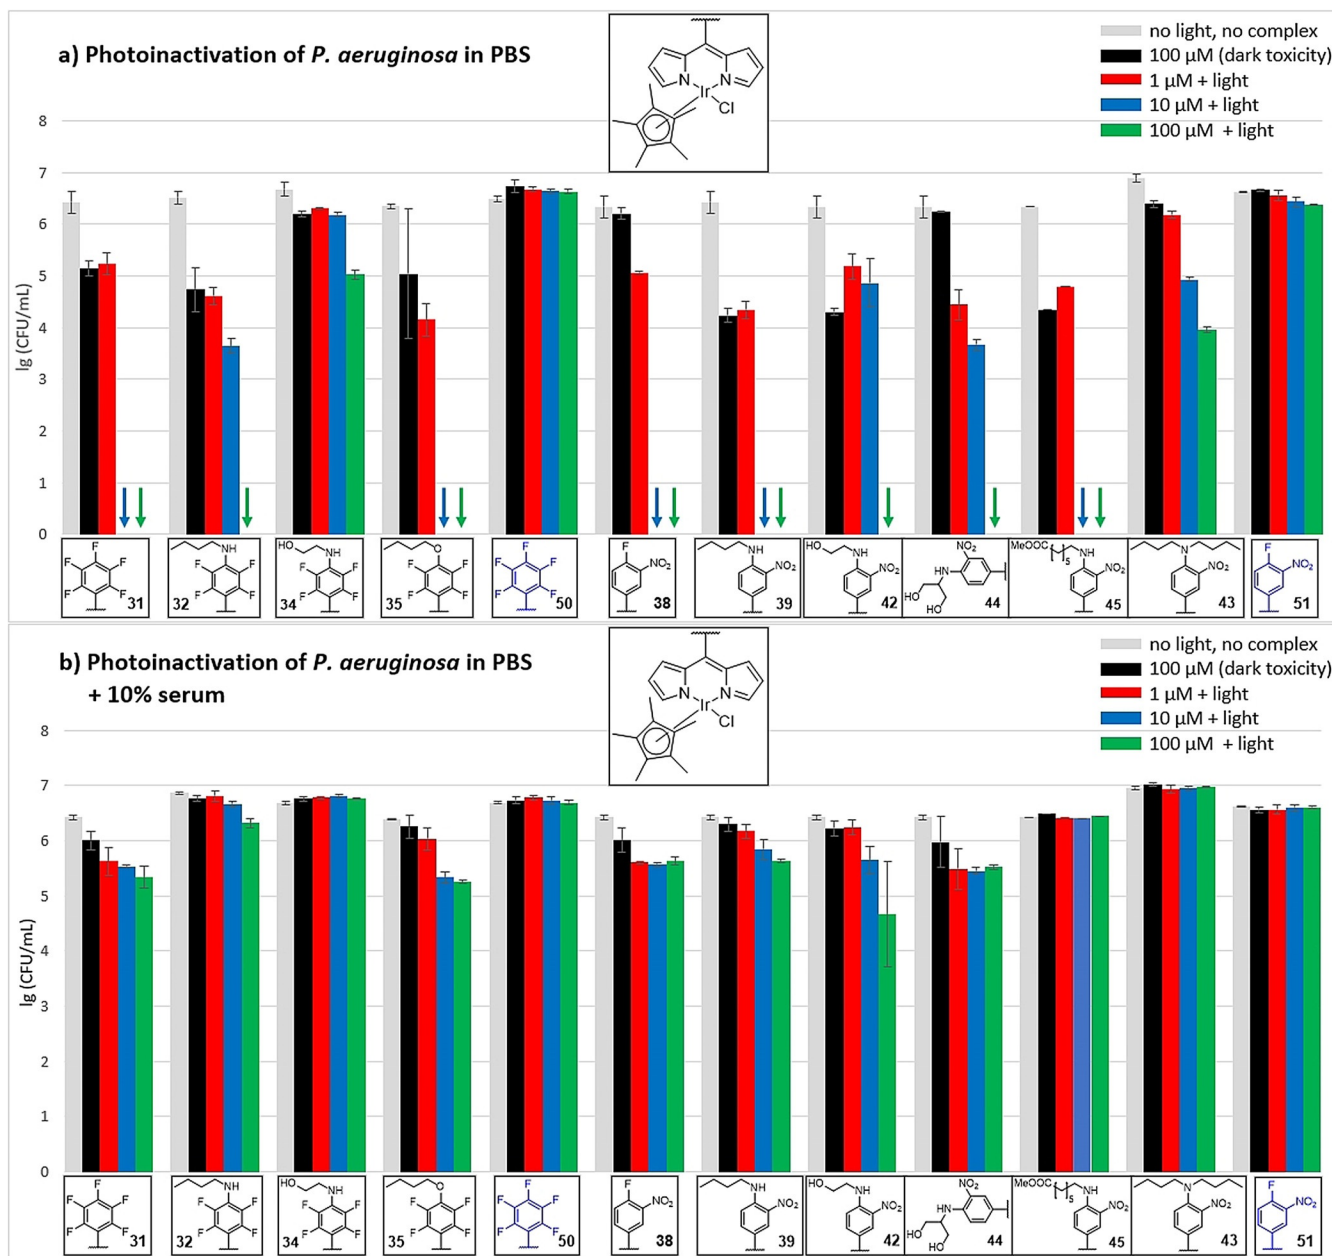 a) Photoinactivation of P. aeruginosa in PBS
N N
Ir
Cl
no light, no complex
100 µM (dark toxicity)
1 µM + light
10 µM + light
100 µM + light
lg (CFU/mL)
8
7
6
5
4
3
2
1
0
F F F F F 31
NH F F F F 32
HO NH F F F F 34
O F F F F 35
F F F F F 50
F NO2 38
NH NO2 39
HO NH NO2 42
NO2 HN HO HO 44
MeOOC 5 NH NO2 45
N NO2 43
F NO2 51
b) Photoinactivation of P. aeruginosa in PBS
+ 10% serum
N N
Ir
Cl
no light, no complex
100 µM (dark toxicity)
1 µM + light
10 µM + light
100 µM + light
lg (CFU/mL)
8
7
6
5
4
3
2
1
0
F F F F F 31
NH F F F F 32
HO NH F F F F 34
O F F F F 35
F F F F F 50
F NO2 38
NH NO2 39
HO NH NO2 42
NO2 HN HO HO 44
MeOOC 5 NH NO2 45
N NO2 43
F NO2 51